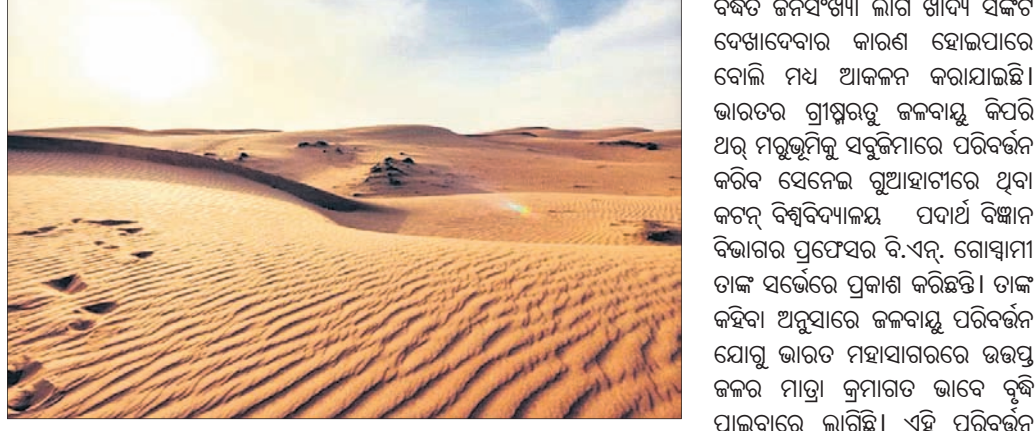 ବର୍ଦ୍ଧିତ ଜନସଂଖ୍ୟା ଲାଗି ଖାଦ୍ୟ ସଙ୍କଟ
ଦେଖାଦେବାର କାରଣ ହୋଇପାରେ
ବୋଲି ମଧ୍ୟ ଆକଳନ କରାଯାଇଛି।
ଭାରତର ଗ୍ରୀଷ୍ମଋତୁ ଜଳବାୟୁ କିପରି
ଥର୍ ମରୁଭୂମିକୁ ସବୁଜିମାରେ ପରିବର୍ତ୍ତନ
କରିବ ସେନେଇ ଗୁଆହାଟୀରେ ଥିବା
କଟନ୍ ବିଶ୍ୱବିଦ୍ୟାଳୟ ପଦାର୍ଥ ବିଜ୍ଞାନ
ବିଭାଗର ପ୍ରଫେସର ବି.ଏନ୍. ଗୋସ୍ୱାମୀ
ତାଙ୍କ ସର୍ଭେରେ ପ୍ରକାଶ କରିଛନ୍ତି। ତାଙ୍କ
କହିବା ଅନୁସାରେ ଜଳବାୟୁ ପରିବର୍ତ୍ତନ
ଯୋଗୁ ଭାରତ ମହାସାଗରରେ ଉତ୍ତପ୍ତ
ଜଳର ମାତ୍ରା କ୍ରମାଗତ ଭାବେ ବୃଦ୍ଧି
ପାଇବାରେ ଲାଗିଛି। ଏହି ପରିବର୍ତ୍ତନ